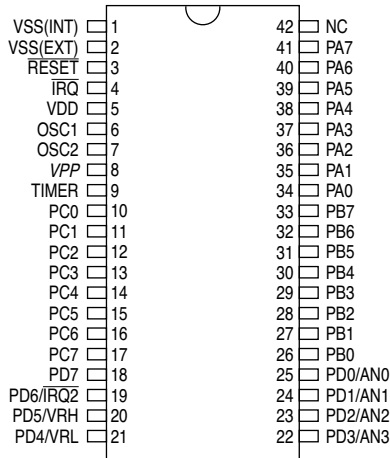 VSS(INT) 1 42 NC
VSS(EXT) 2 41 PA7
RESET 3 40 PA6
IRQ 4 39 PA5
VDD 5 38 PA4
OSC1 6 37 PA3
OSC2 7 36 PA2
VPP 8 35 PA1
TIMER 9 34 PA0
PC0 10 33 PB7
PC1 11 32 PB6
PC2 12 31 PB5
PC3 13 30 PB4
PC4 14 29 PB3
PC5 15 28 PB2
PC6 16 27 PB1
PC7 17 26 PB0
PD7 18 25 PD0/AN0
PD6/IRQ2 19 24 PD1/AN1
PD5/VRH 20 23 PD2/AN2
PD4/VRL 21 22 PD3/AN3